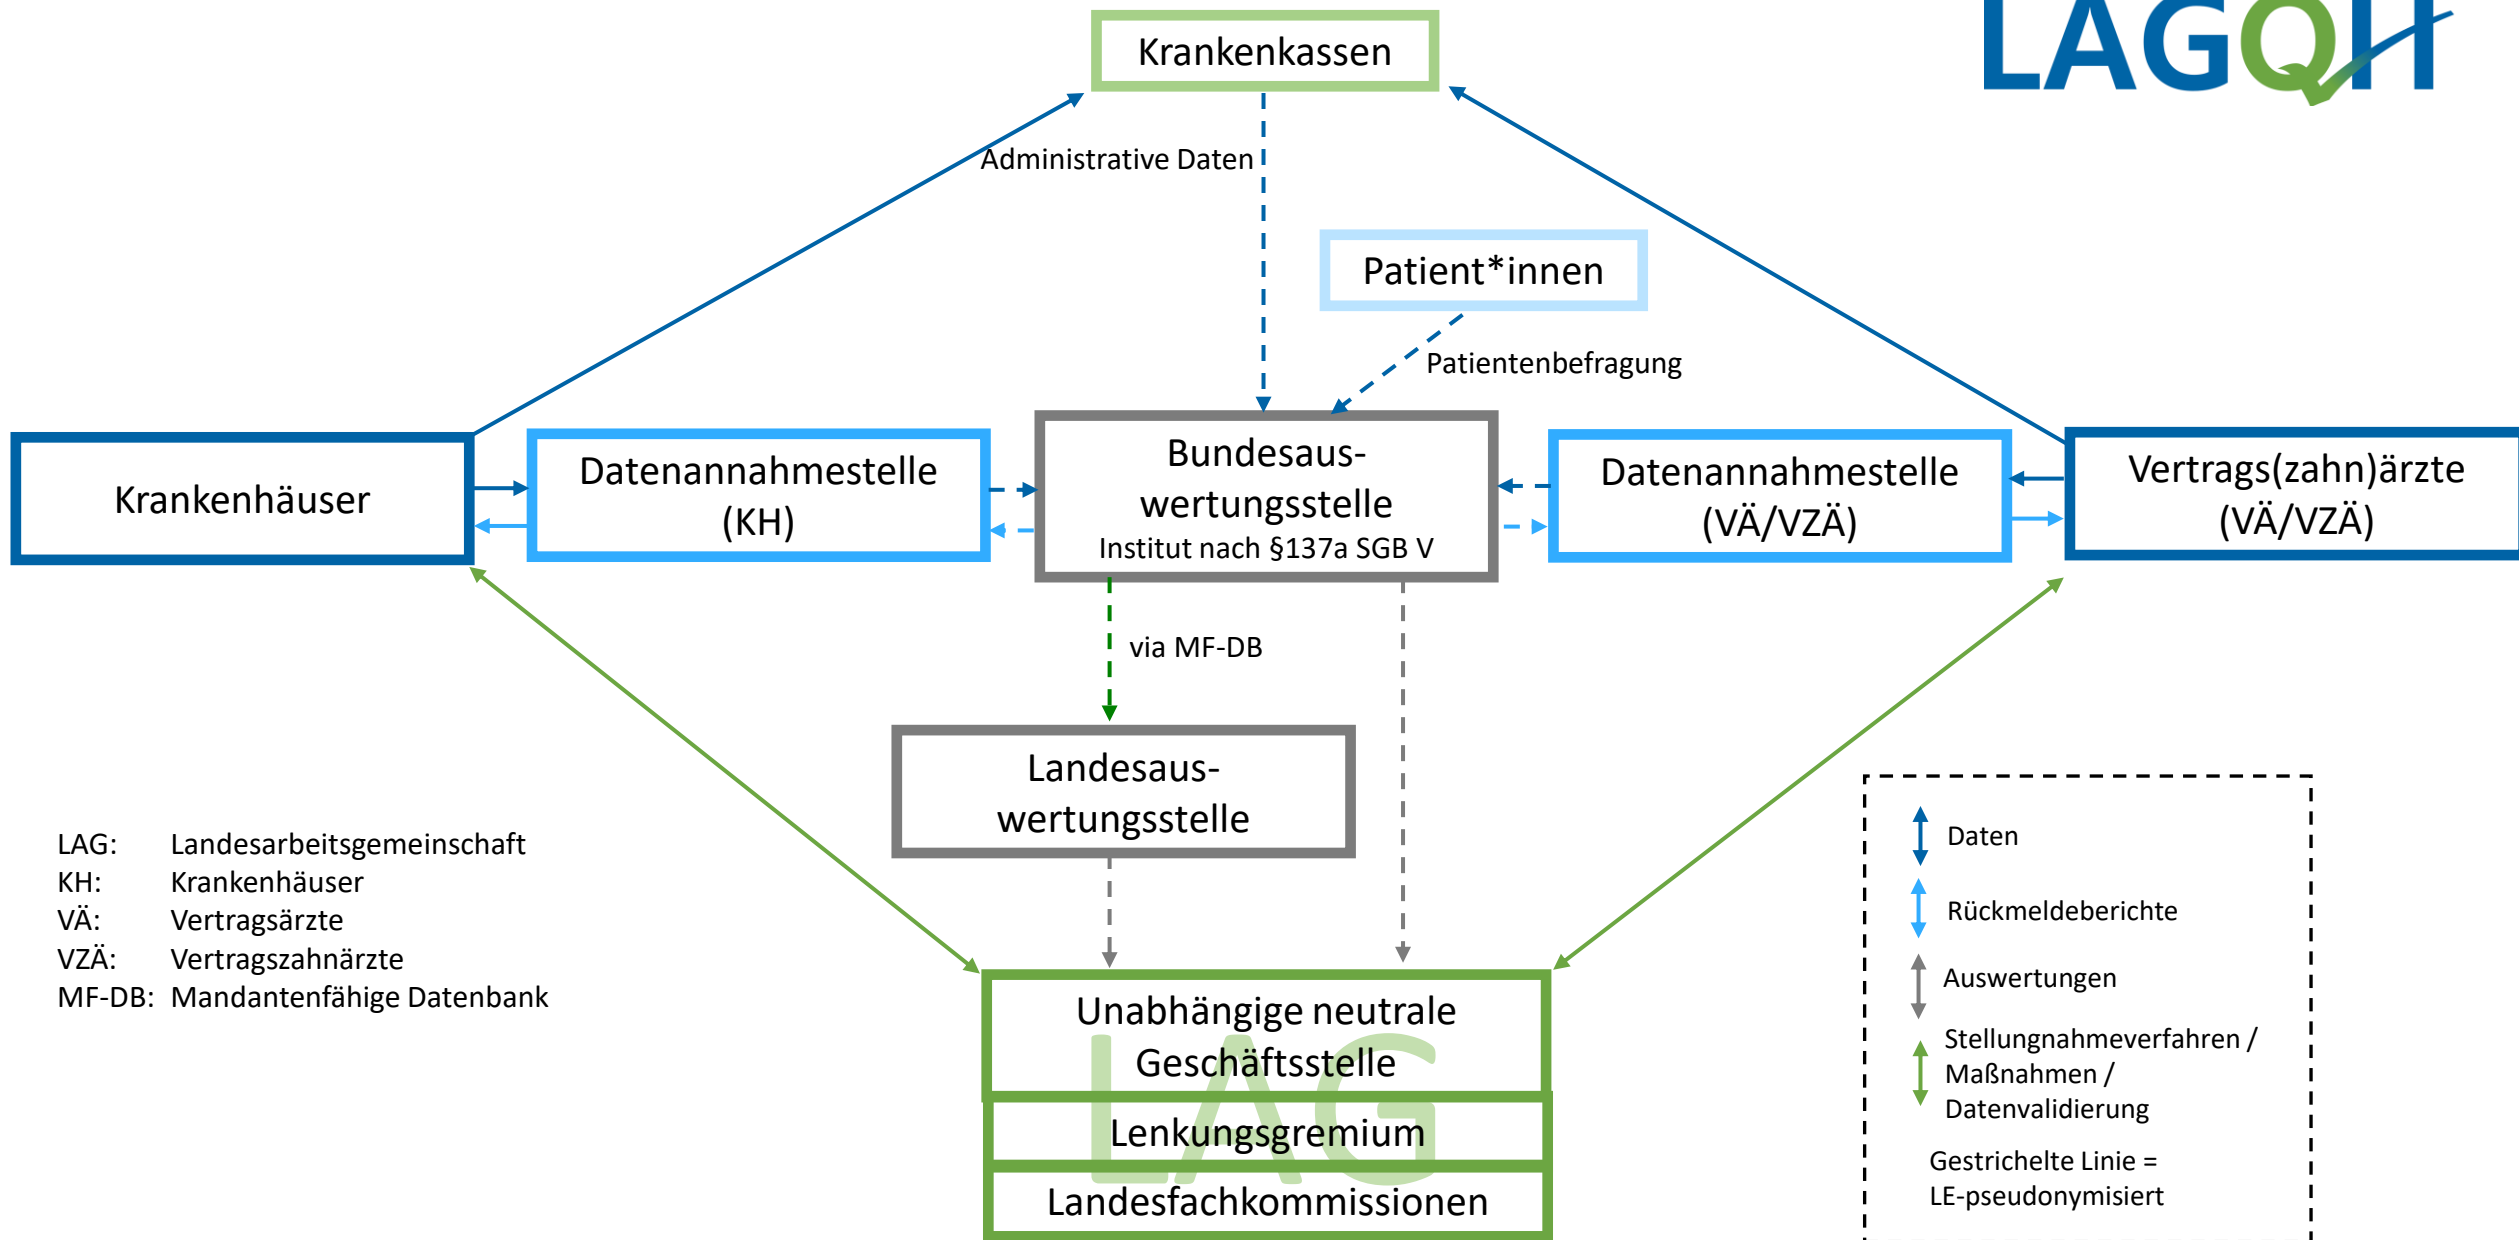 LAGQH
Krankenkassen
Administrative Daten
Patient*innen
Patientenbefragung
Krankenhäuser
Datenannahmestelle
(KH)
Bundesaus-
wertungsstelle
Institut nach §137a SGB V
Datenannahmestelle
(VÄ/VZÄ)
Vertrags(zahn)ärzte
(VÄ/VZÄ)
via MF-DB
Landesaus-
wertungsstelle
LAG: Landesarbeitsgemeinschaft
KH: Krankenhäuser
VÄ: Vertragsärzte
VZÄ: Vertragszahnärzte
MF-DB: Mandantenfähige Datenbank
LAG
Unabhängige neutrale
Geschäftsstelle
Lenkungsgremium
Landesfachkommissionen
Daten
Rückmeldeberichte
Auswertungen
Stellungnahmeverfahren /
Maßnahmen /
Datenvalidierung
Gestrichelte Linie =
LE-pseudonymisiert